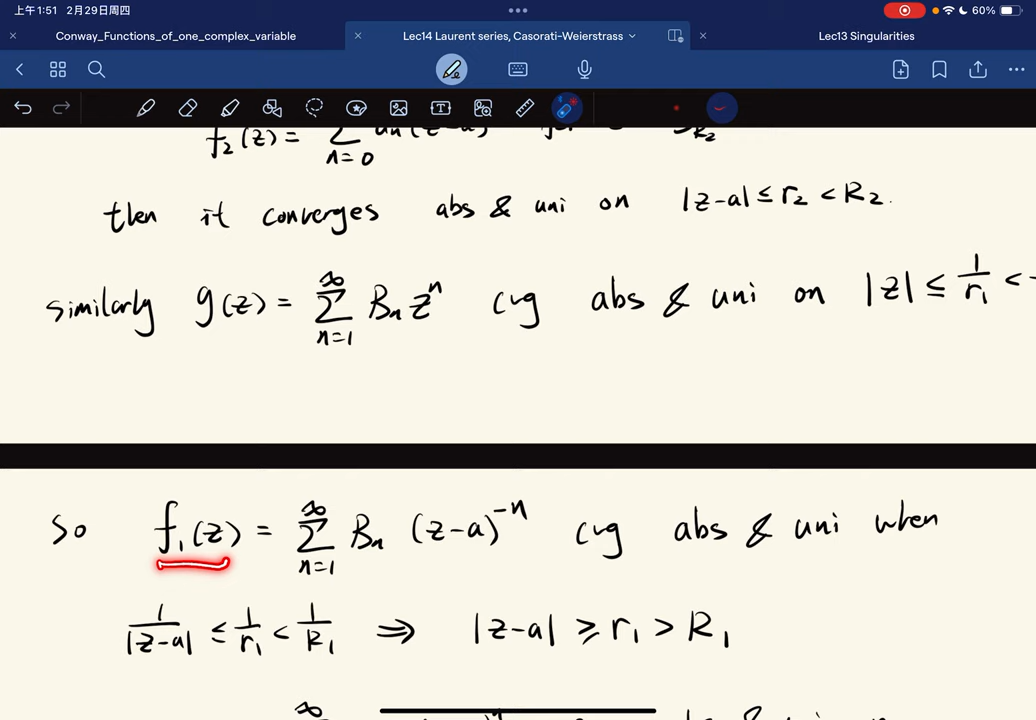 上午1:51 2月29日周四
60%
Conway_Functions_of_one_complex_variable
Lec14 Laurent series, Casorati-Weierstrass
Lec13 Singularities
f₂(z) = ∑ n=0
then it converges abs & uni on |z-a| ≤ r₂ < R₂.
similarly g(z) = ∑_{n=1}^{∞} Bₙ zⁿ cvg abs & uni on |z| ≤ 1/r₁ <
So f₁(z) = ∑_{n=1}^{∞} Bₙ (z-a)^{-n} cvg abs & uni when
1/|z-a| ≤ 1/r₁ < 1/R₁ ⇒ |z-a| ⩾ r₁ > R₁